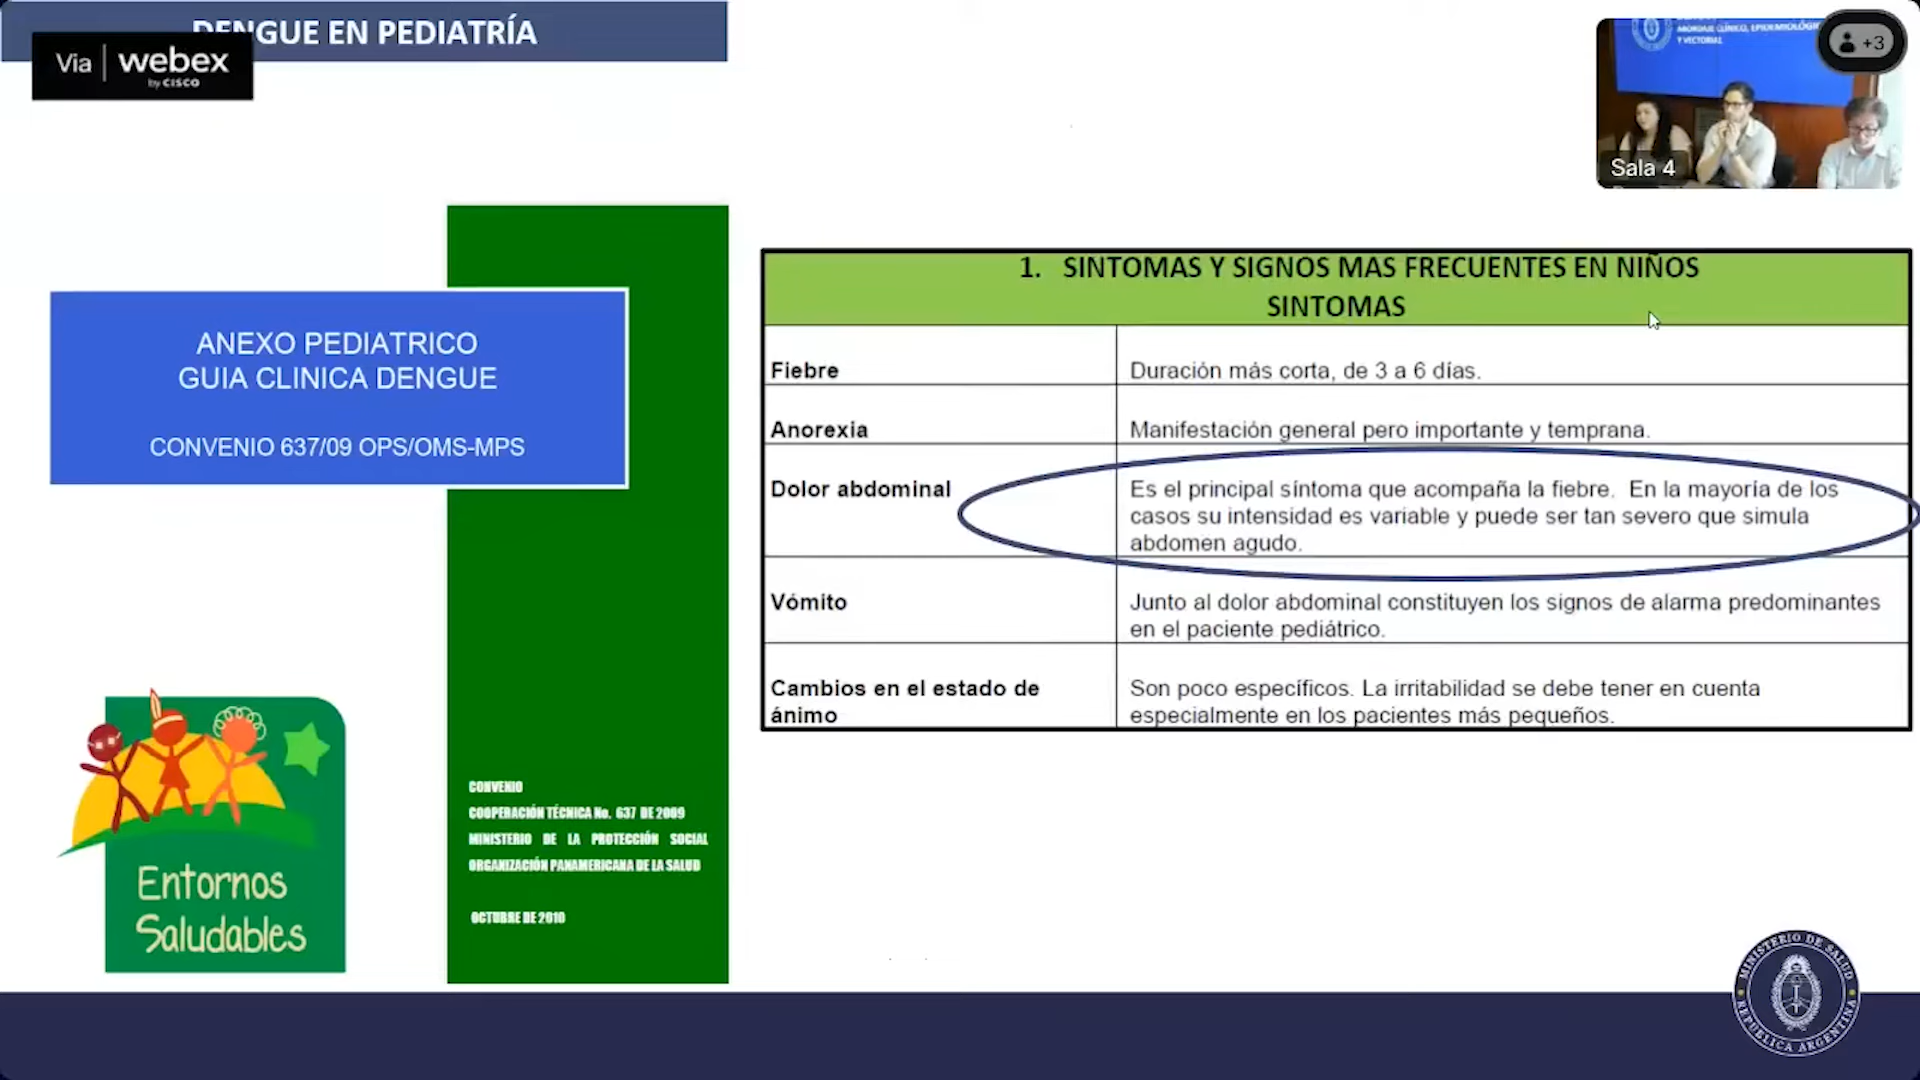 DENGUE EN PEDIATRÍA
Via | webex
by CISCO
ABORDAJE CLÍNICO, EPIDEMIOLÓGICO
Y VECTORIAL
+3
Sala 4
ANEXO PEDIATRICO
GUIA CLINICA DENGUE
CONVENIO 637/09 OPS/OMS-MPS
CONVENIO
COOPERACIÓN TÉCNICA No. 637 DE 2009
MINISTERIO DE LA PROTECCIÓN SOCIAL
ORGANIZACIÓN PANAMERICANA DE LA SALUD
OCTUBRE DE 2010
Entornos
Saludables
1. SINTOMAS Y SIGNOS MAS FRECUENTES EN NIÑOS
SINTOMAS
Fiebre
Duración más corta, de 3 a 6 días.
Anorexia
Manifestación general pero importante y temprana.
Dolor abdominal
Es el principal síntoma que acompaña la fiebre. En la mayoría de los
casos su intensidad es variable y puede ser tan severo que simula
abdomen agudo.
Vómito
Junto al dolor abdominal constituyen los signos de alarma predominantes
en el paciente pediátrico.
Cambios en el estado de
ánimo
Son poco específicos. La irritabilidad se debe tener en cuenta
especialmente en los pacientes más pequeños.
MINISTERIO DE SALUD
REPUBLICA ARGENTINA